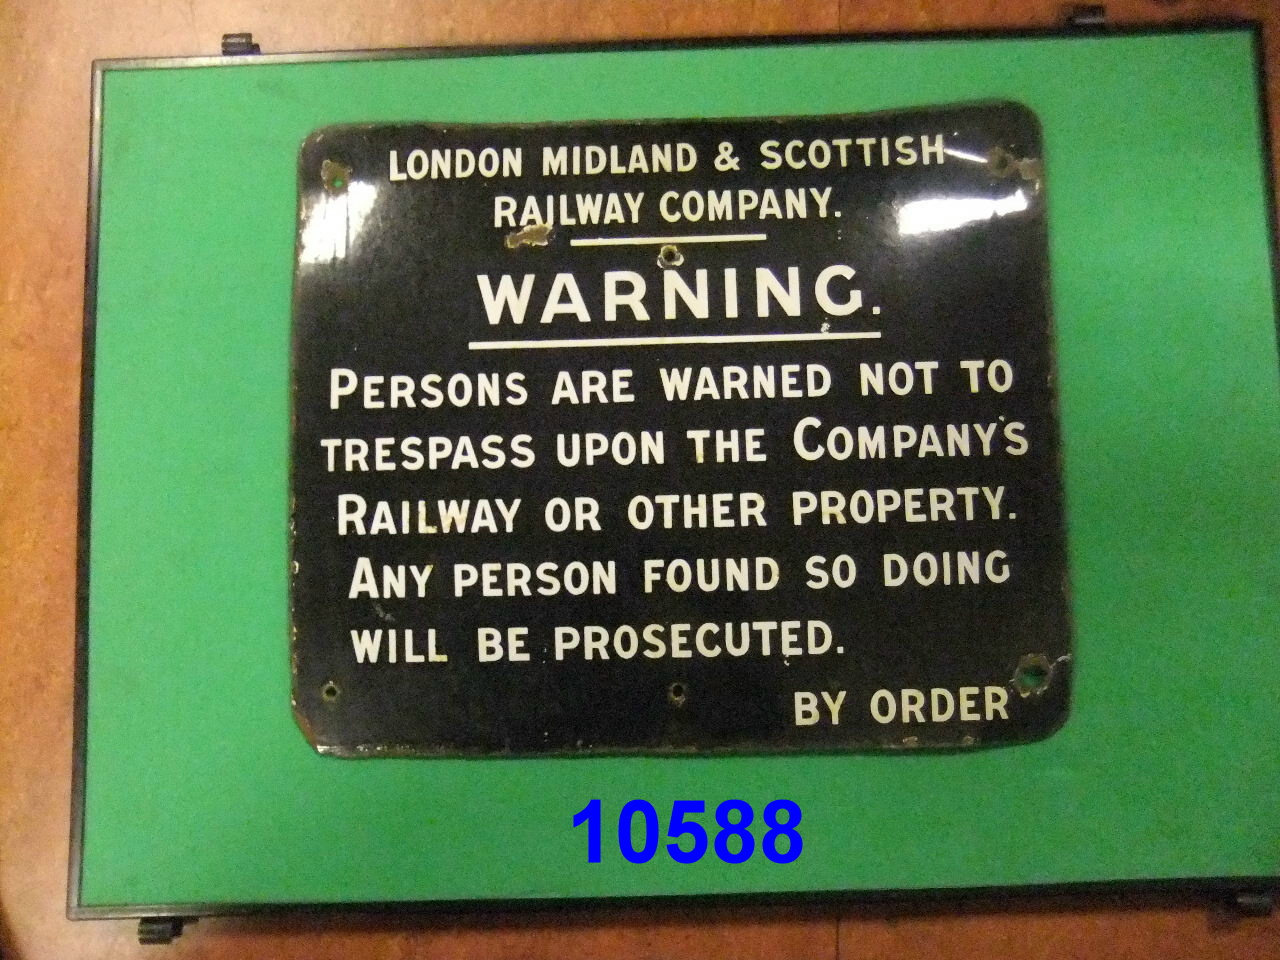 LONDON MIDLAND & SCOTTISH
RAILWAY COMPANY.
WARNING.
PERSONS ARE WARNED NOT TO
TRESPASS UPON THE COMPANY'S
RAILWAY OR OTHER PROPERTY.
ANY PERSON FOUND SO DOING
WILL BE PROSECUTED.
BY ORDER
10588